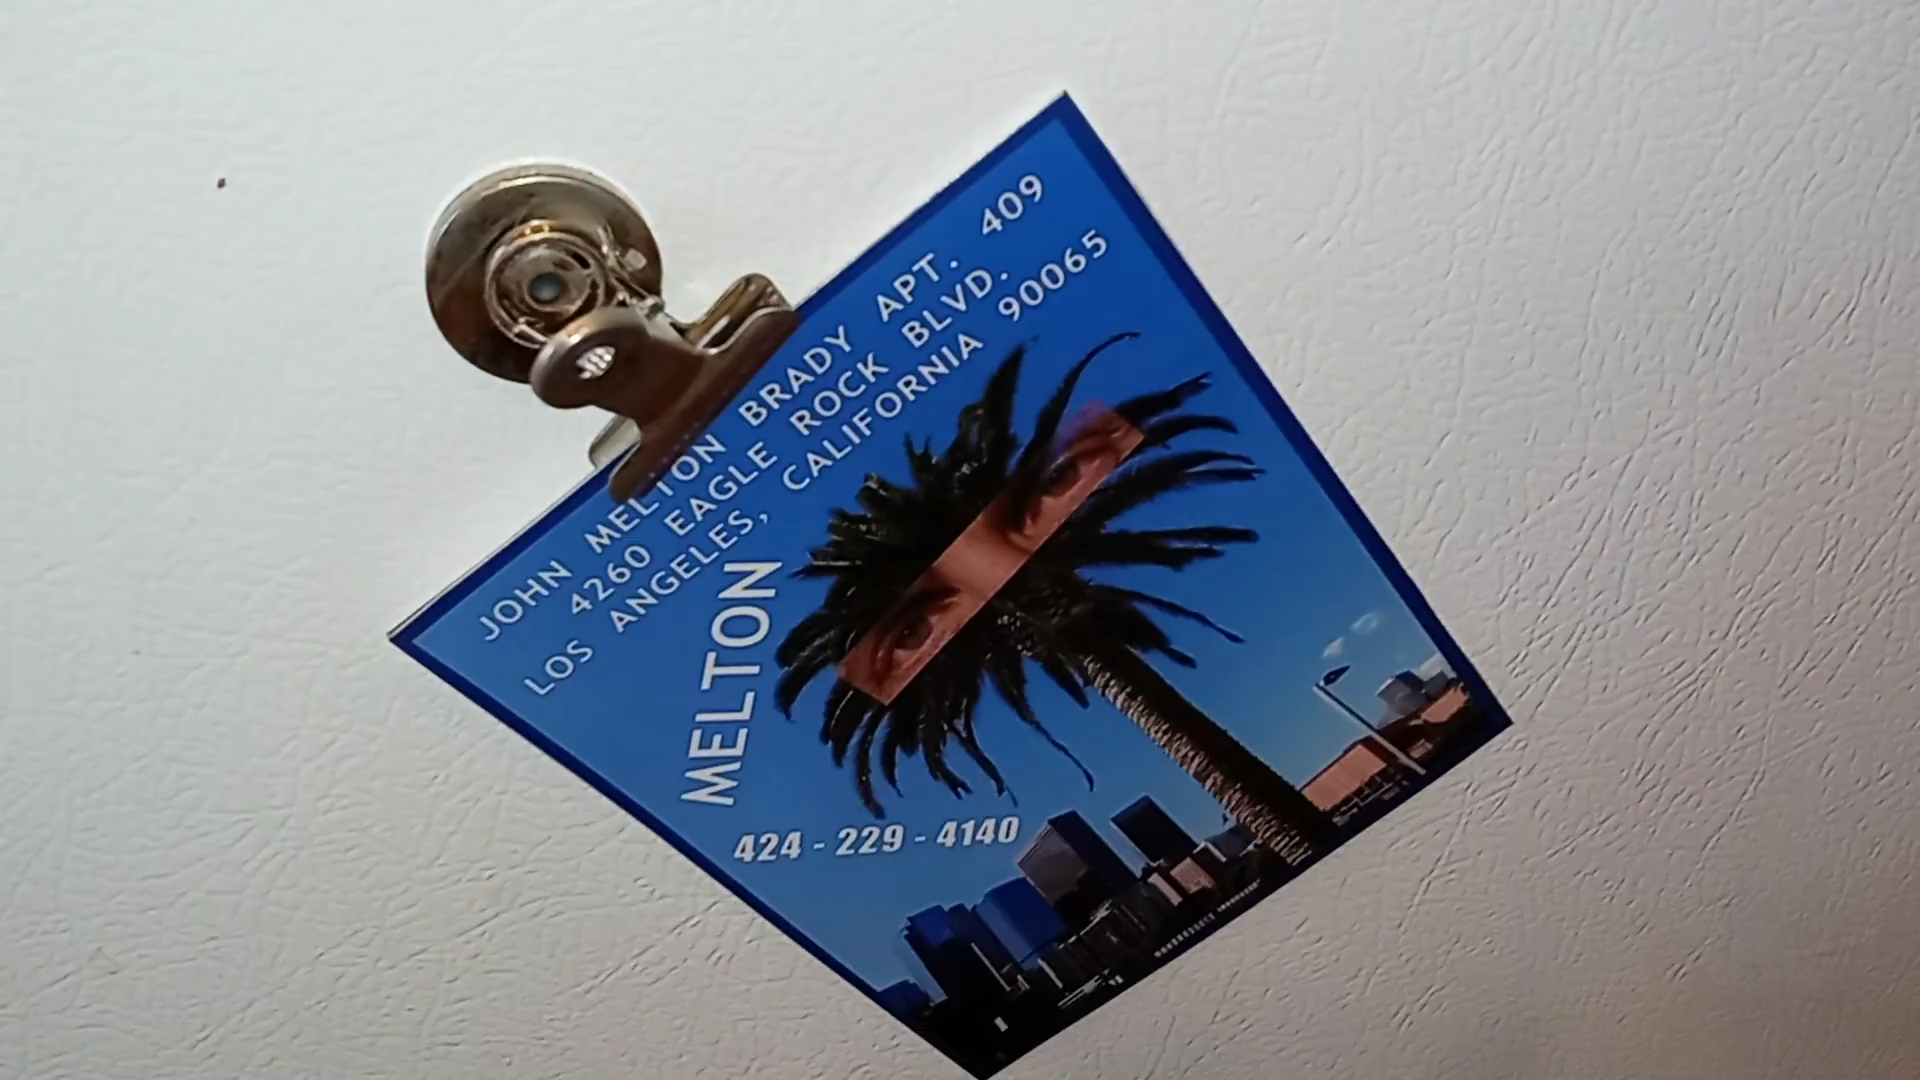 JOHN MELTON BRADY APT. 409
4260 EAGLE ROCK BLVD.
LOS ANGELES, CALIFORNIA 90065
MELTON
424 - 229 - 4140